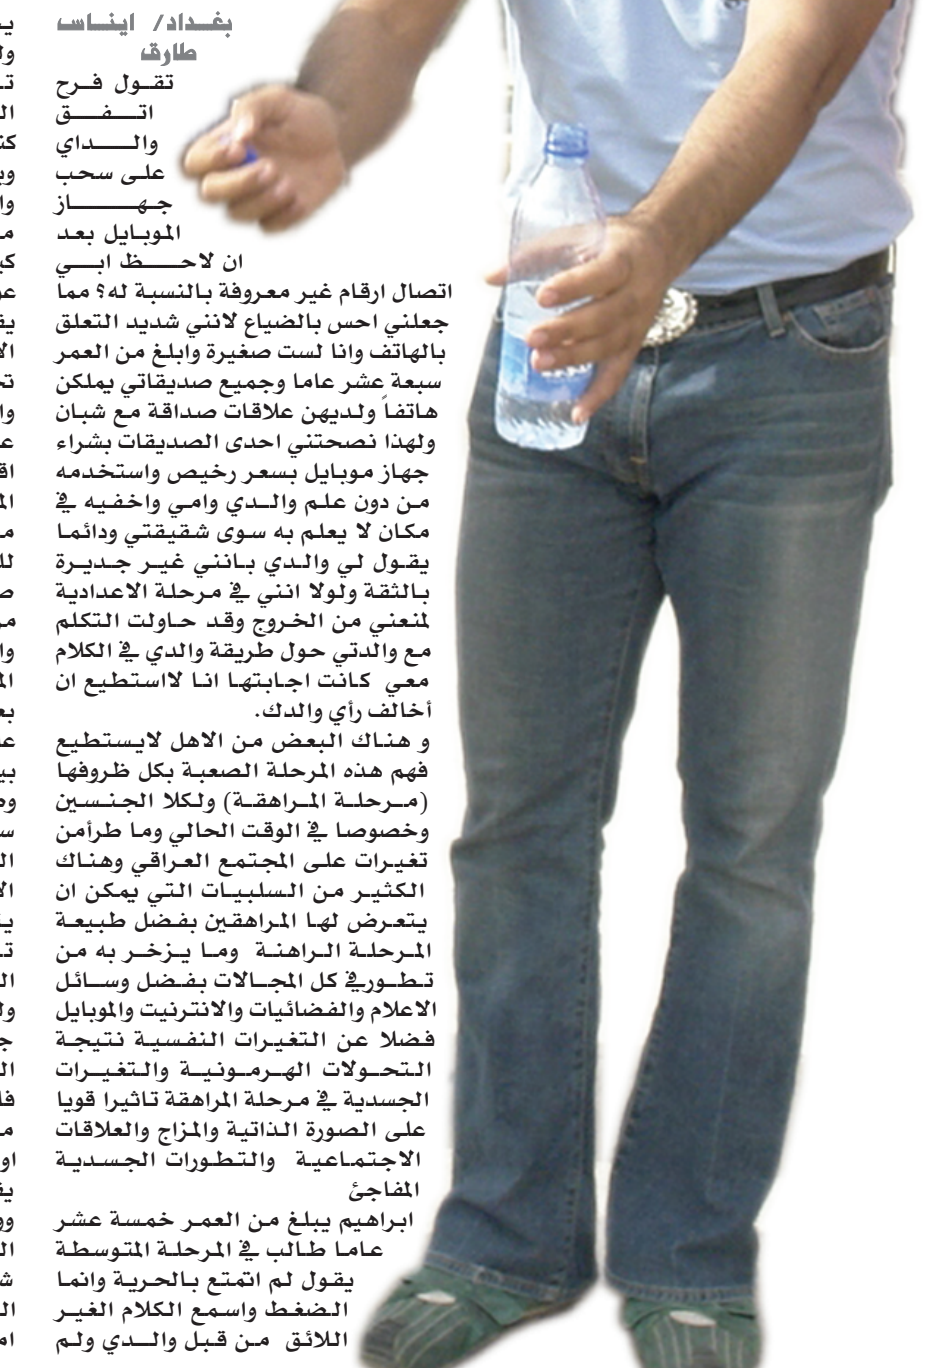 بغداد/ ايناس
طارق
تقول فرح
اتفق
والداي
على سحب
جهاز
الموبايل بعد
ان لاحظ ابي
اتصال ارقام غير معروفة بالنسبة له؟ مما
جعلني احس بالضياع لانني شديد التعلق
بالهاتف وانا لست صغيرة وابلغ من العمر
سبعة عشر عاما وجميع صديقاتي يملكن
هاتفاً ولديهن علاقات صداقة مع شبان
ولهذا نصحتني احدى الصديقات بشراء
جهاز موبايل بسعر رخيص واستخدمه
من دون علم والدي وامي واخفيه في
مكان لا يعلم به سوى شقيقتي ودائما
يقول لي والدي بانني غير جديرة
بالثقة ولولا انني في مرحلة الاعدادية
لمنعني من الخروج وقد حاولت التكلم
مع والدتي حول طريقة والدي في الكلام
معي كانت اجابتها انا لااستطيع ان
أخالف رأي والدك.
و هناك البعض من الاهل لايستطيع
فهم هذه المرحلة الصعبة بكل ظروفها
(مرحلة المراهقة) ولكلا الجنسين
وخصوصا في الوقت الحالي وما طرأمن
تغيرات على المجتمع العراقي وهناك
الكثير من السلبيات التي يمكن ان
يتعرض لها المراهقين بفضل طبيعة
المرحلة الراهنة وما يزخر به من
تطورفي كل المجالات بفضل وسائل
الاعلام والفضائيات والانترنيت والموبايل
فضلا عن التغيرات النفسية نتيجة
التحولات الهرمونية والتغيرات
الجسدية في مرحلة المراهقة تاثيرا قويا
على الصورة الذاتية والمزاج والعلاقات
الاجتماعية والتطورات الجسدية
المفاجئ
ابراهيم يبلغ من العمر خمسة عشر
عاما طالب في المرحلة المتوسطة
يقول لم اتمتع بالحرية وانما
الضغط واسمع الكلام الغير
اللائق من قبل والدي ولم